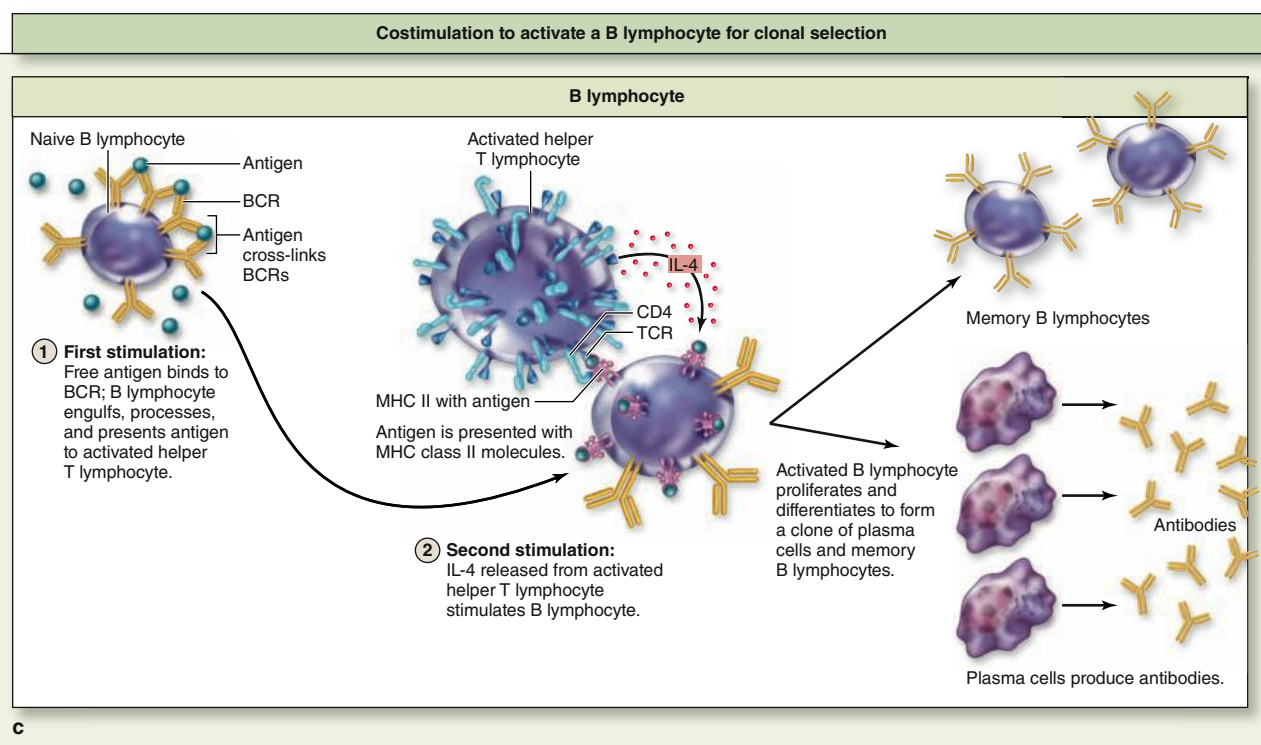 Costimulation to activate a B lymphocyte for clonal selection
B lymphocyte
Naive B lymphocyte
Antigen
BCR
Antigen
cross-links
BCRs
1 First stimulation:
Free antigen binds to
BCR; B lymphocyte
engulfs, processes,
and presents antigen
to activated helper
T lymphocyte.
Activated helper
T lymphocyte
IL-4
CD4
TCR
MHC II with antigen
Antigen is presented with
MHC class II molecules.
2 Second stimulation:
IL-4 released from activated
helper T lymphocyte
stimulates B lymphocyte.
Activated B lymphocyte
proliferates and
differentiates to form
a clone of plasma
cells and memory
B lymphocytes.
Memory B lymphocytes
Antibodies
Plasma cells produce antibodies.
c